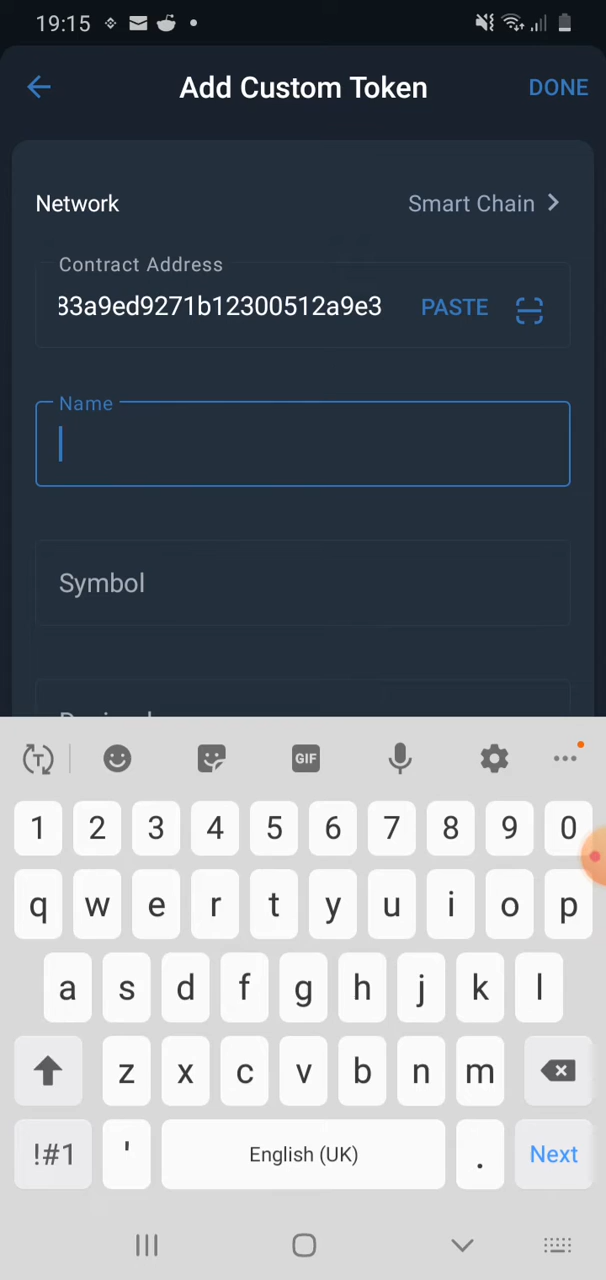 19:15
Add Custom Token DONE
Network Smart Chain
Contract Address
33a9ed9271b12300512a9e3 PASTE
Name
Symbol
GIF
1 2 3 4 5 6 7 8 9 0
q w e r t y u i o p
a s d f g h j k l
z x c v b n m
!#1 ' English (UK) . Next